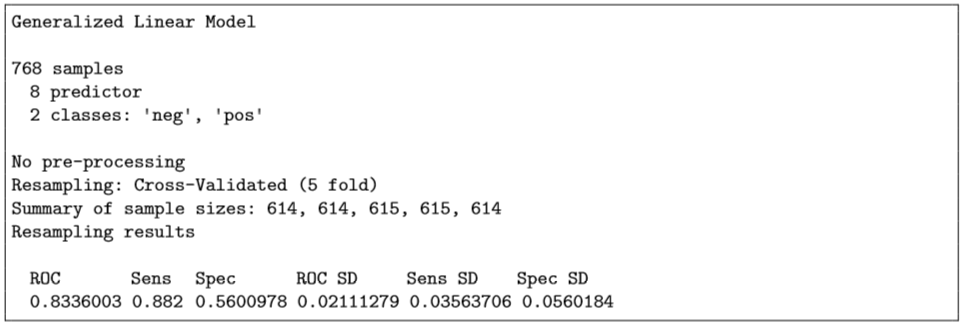 Generalized Linear Model
768 samples
8 predictor
2 classes: 'neg', 'pos'
No pre-processing
Resampling: Cross-Validated (5 fold)
Summary of sample sizes: 614, 614, 615, 615, 614
Resampling results
ROC Sens Spec ROC SD Sens SD Spec SD
0.8336003 0.882 0.5600978 0.02111279 0.03563706 0.0560184